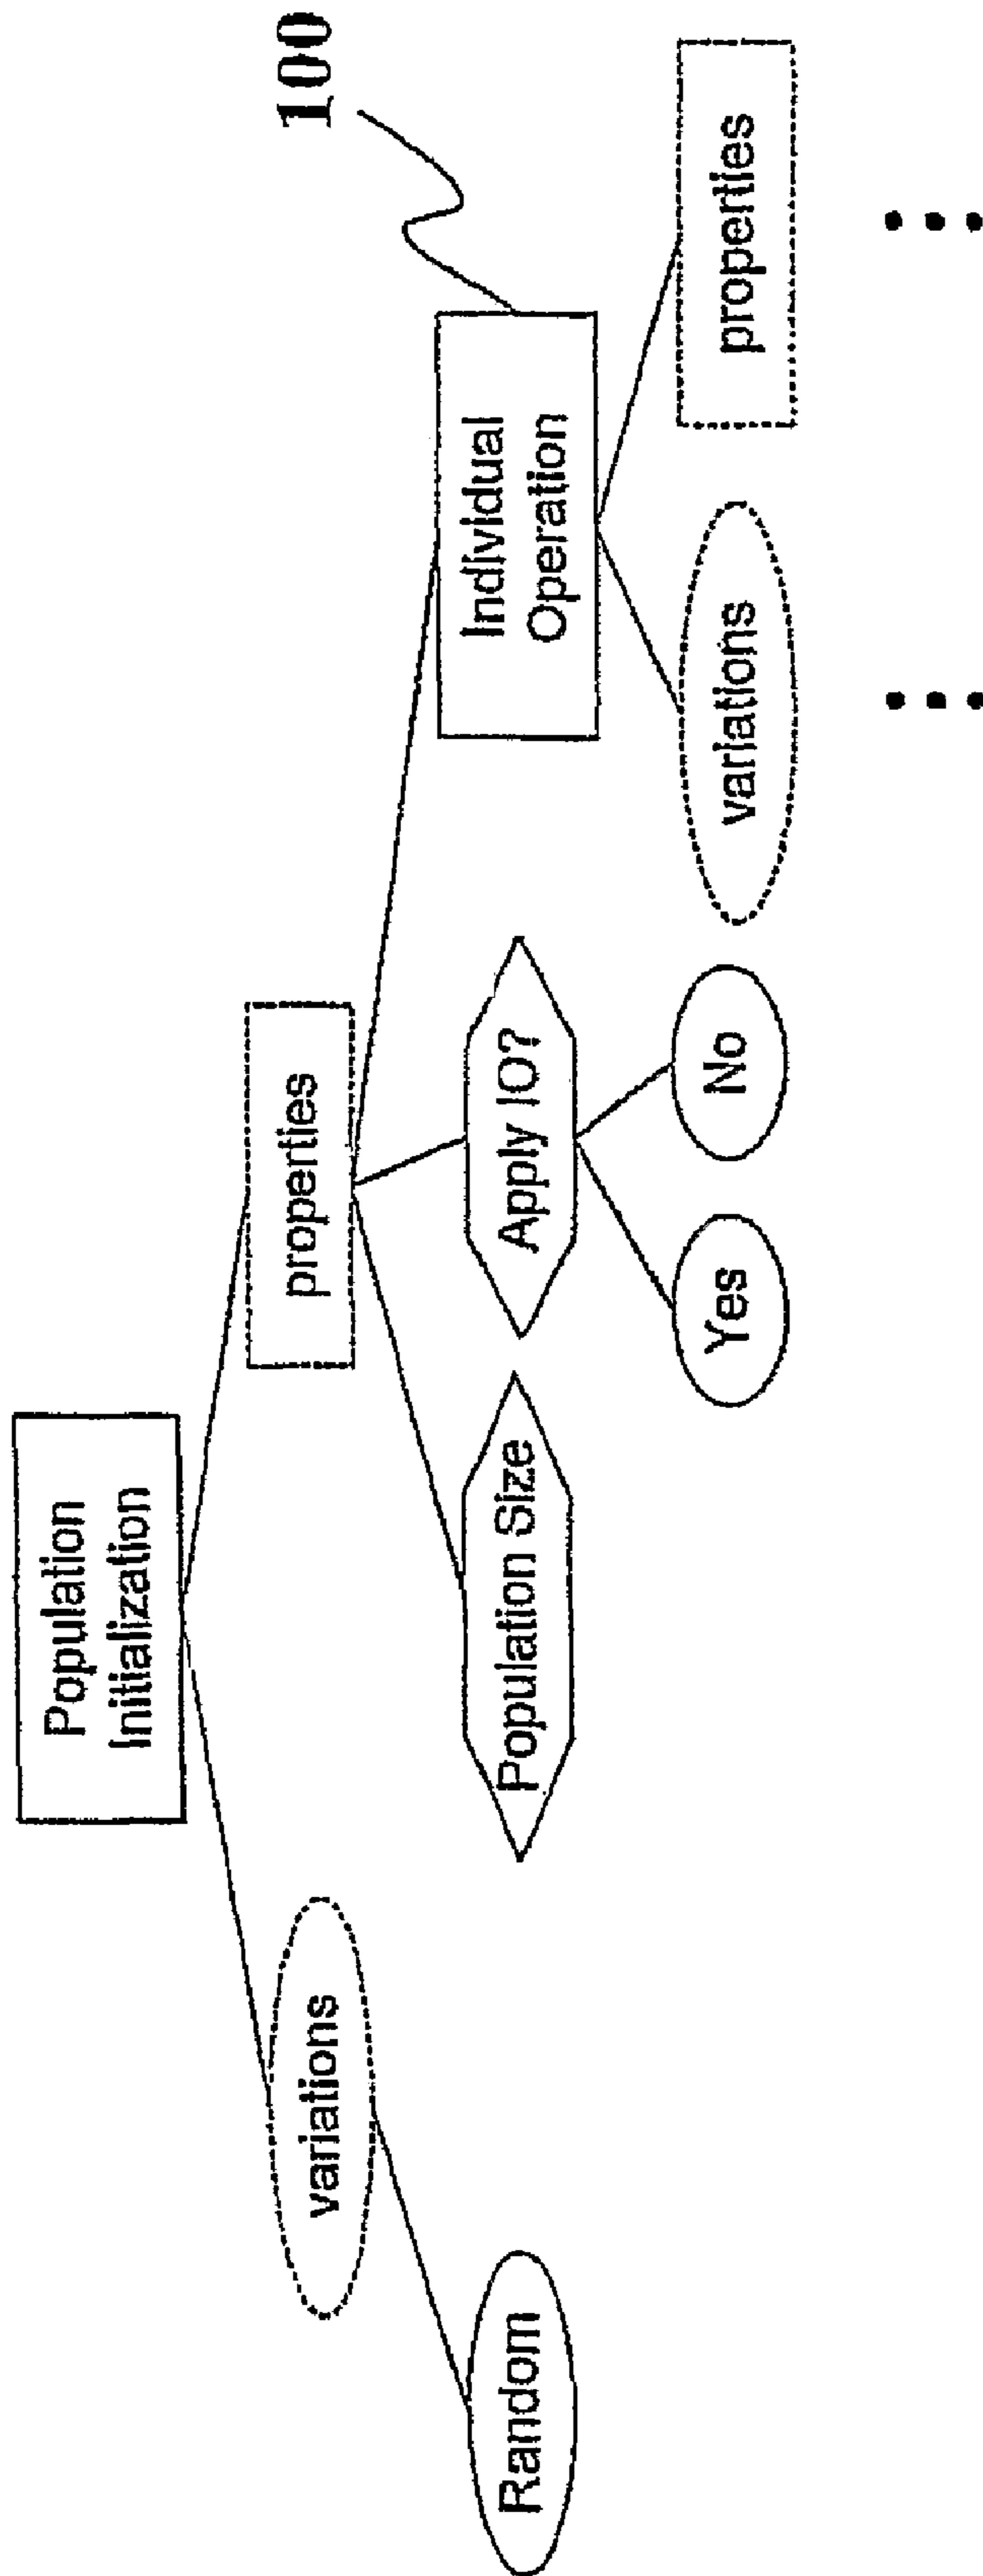 Population
Initialization
100
variations
properties
Random
Population Size
Apply IO?
Individual
Operation
Yes
No
variations
properties